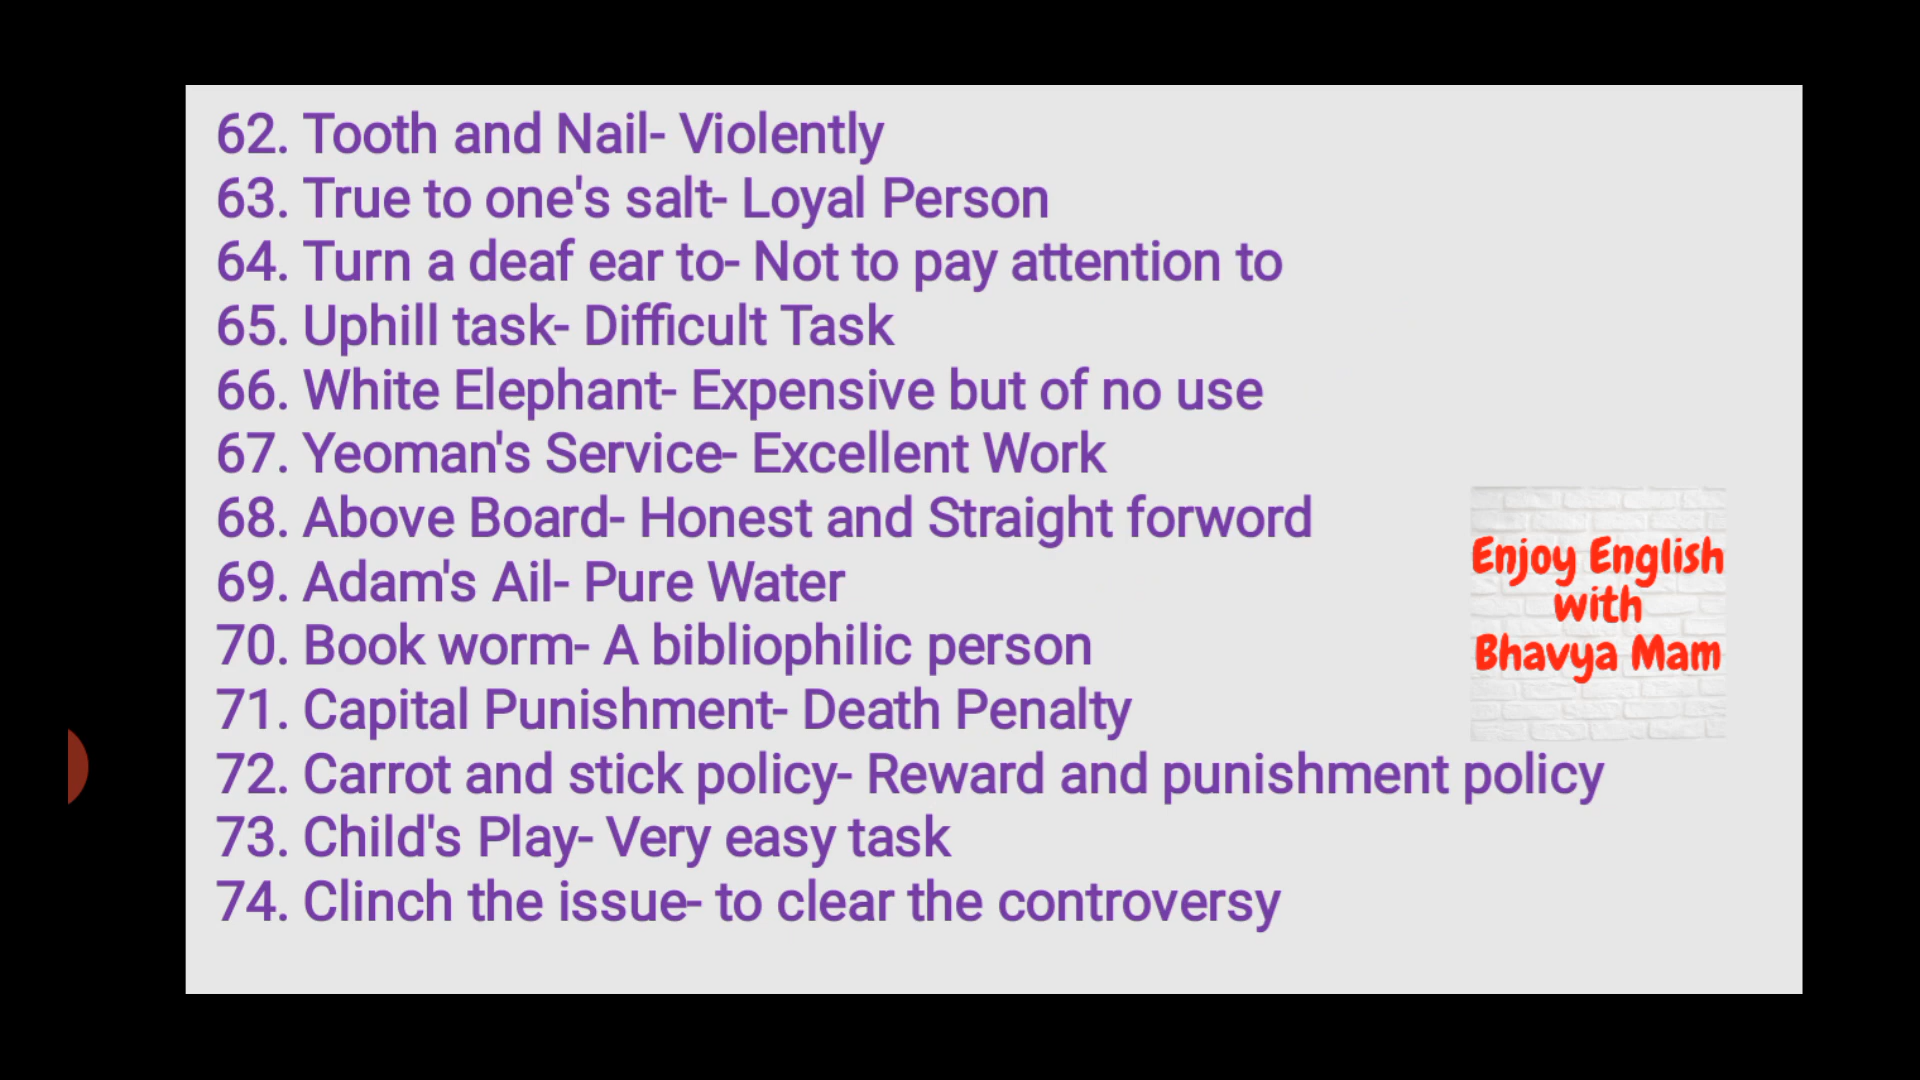 62. Tooth and Nail- Violently
63. True to one's salt- Loyal Person
64. Turn a deaf ear to- Not to pay attention to
65. Uphill task- Difficult Task
66. White Elephant- Expensive but of no use
67. Yeoman's Service- Excellent Work
68. Above Board- Honest and Straight forword
69. Adam's Ail- Pure Water
70. Book worm- A bibliophilic person
71. Capital Punishment- Death Penalty
72. Carrot and stick policy- Reward and punishment policy
73. Child's Play- Very easy task
74. Clinch the issue- to clear the controversy
Enjoy English
with
Bhavya Mam